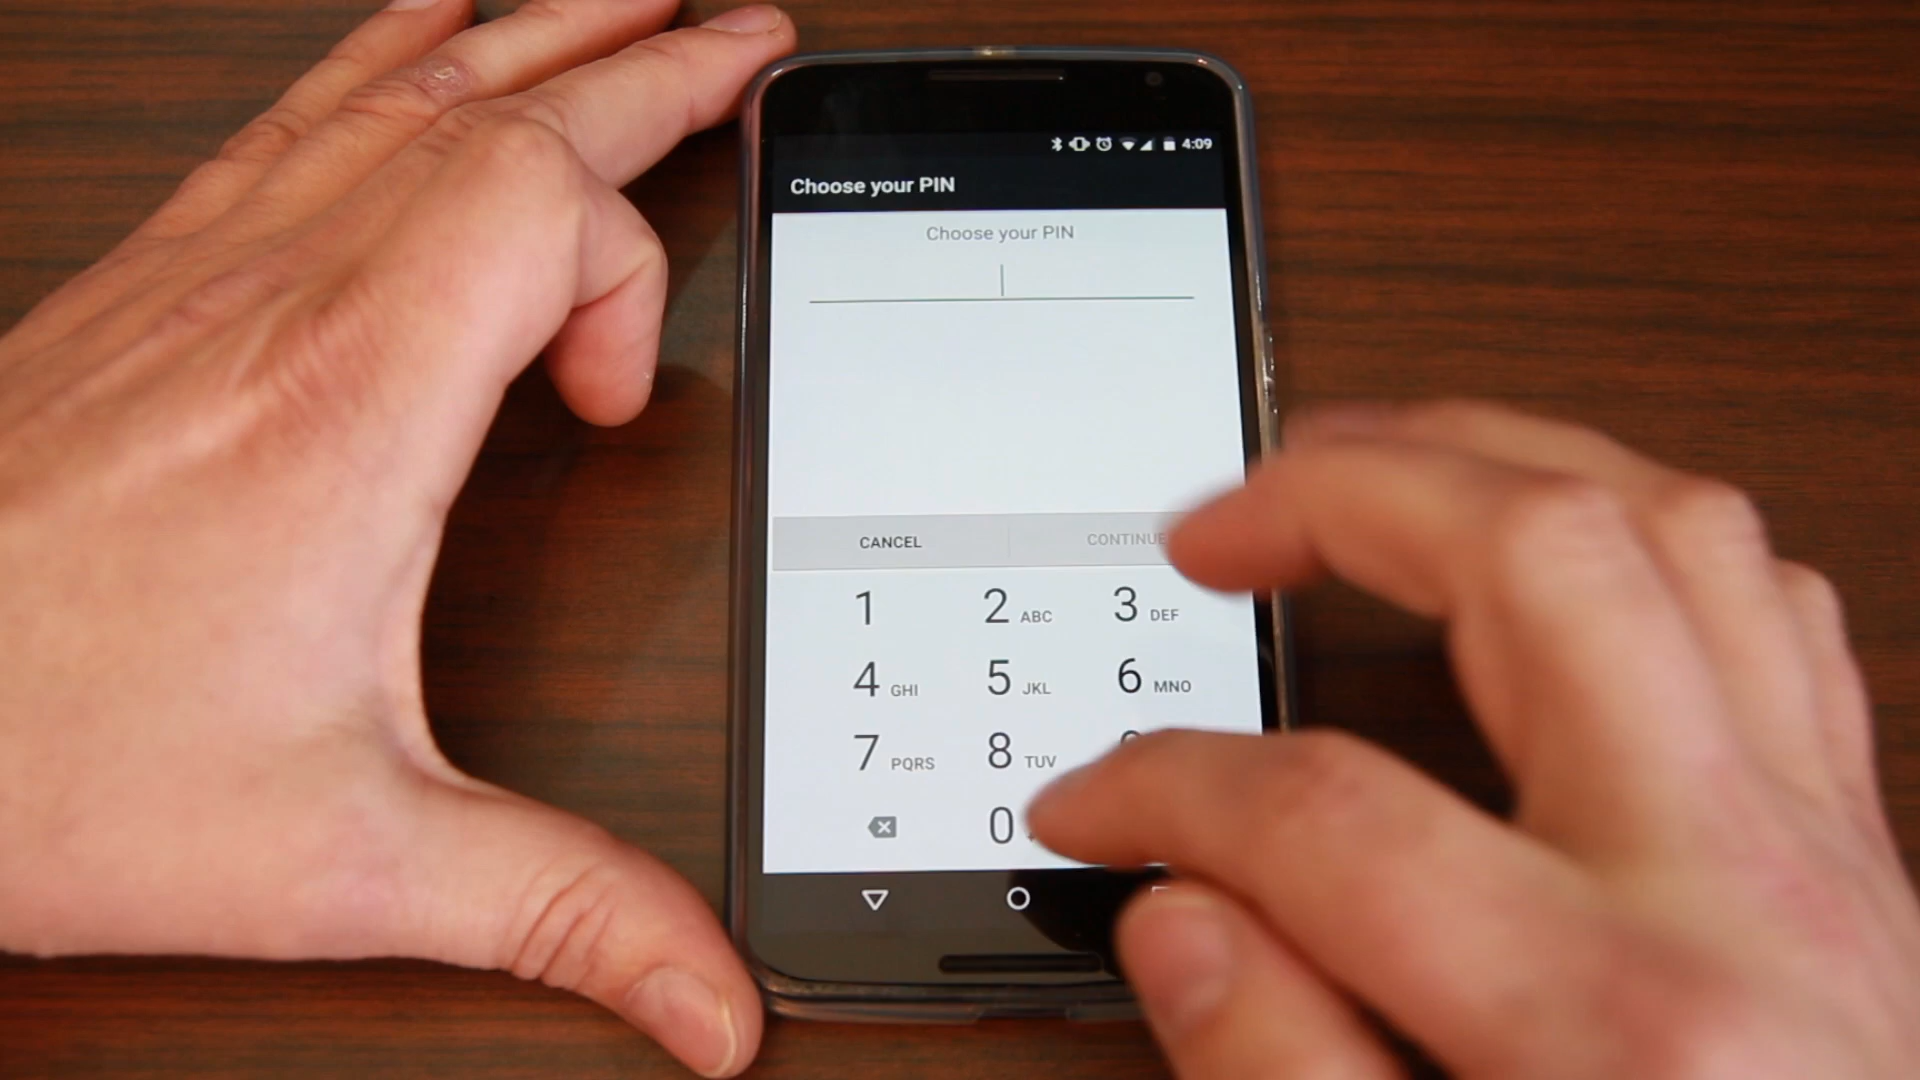 4:09
Choose your PIN
Choose your PIN
CANCEL CONTINUE
1 2 ABC 3 DEF
4 GHI 5 JKL 6 MNO
7 PQRS 8 TUV
0